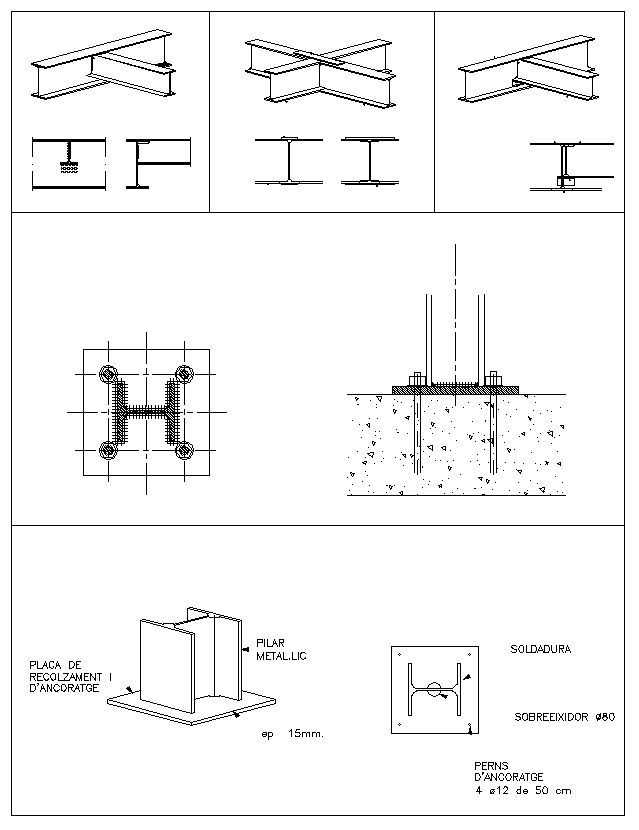 PLACA DE
RECOLZAMENT I
D'ANCORATGE
PILAR
METAL.LIC
ep 15mm.
SOLDADURA
SOBREEIXIDOR ø80
PERNS
D'ANCORATGE
4 ø12 de 50 cm